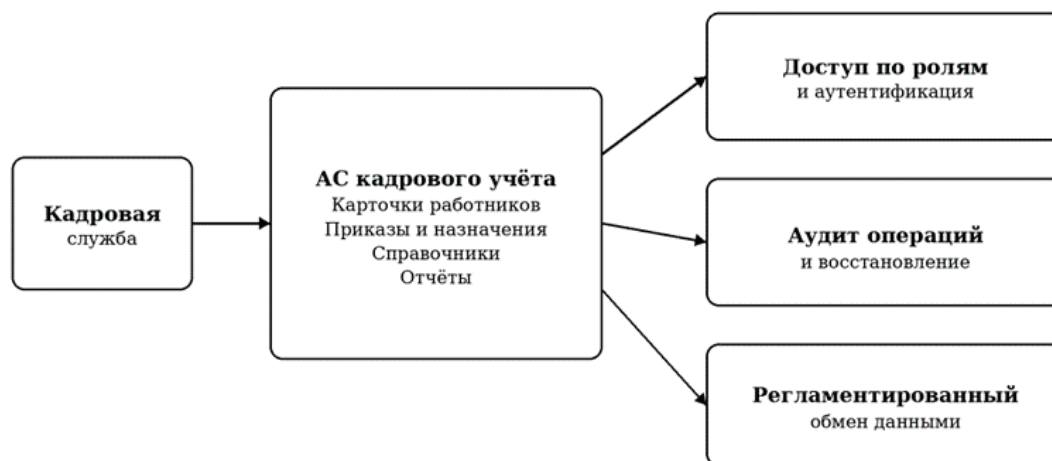 Кадровая
служба
АС кадрового учёта
Карточки работников
Приказы и назначения
Справочники
Отчёты
Доступ по ролям
и аутентификация
Аудит операций
и восстановление
Регламентированный
обмен данными